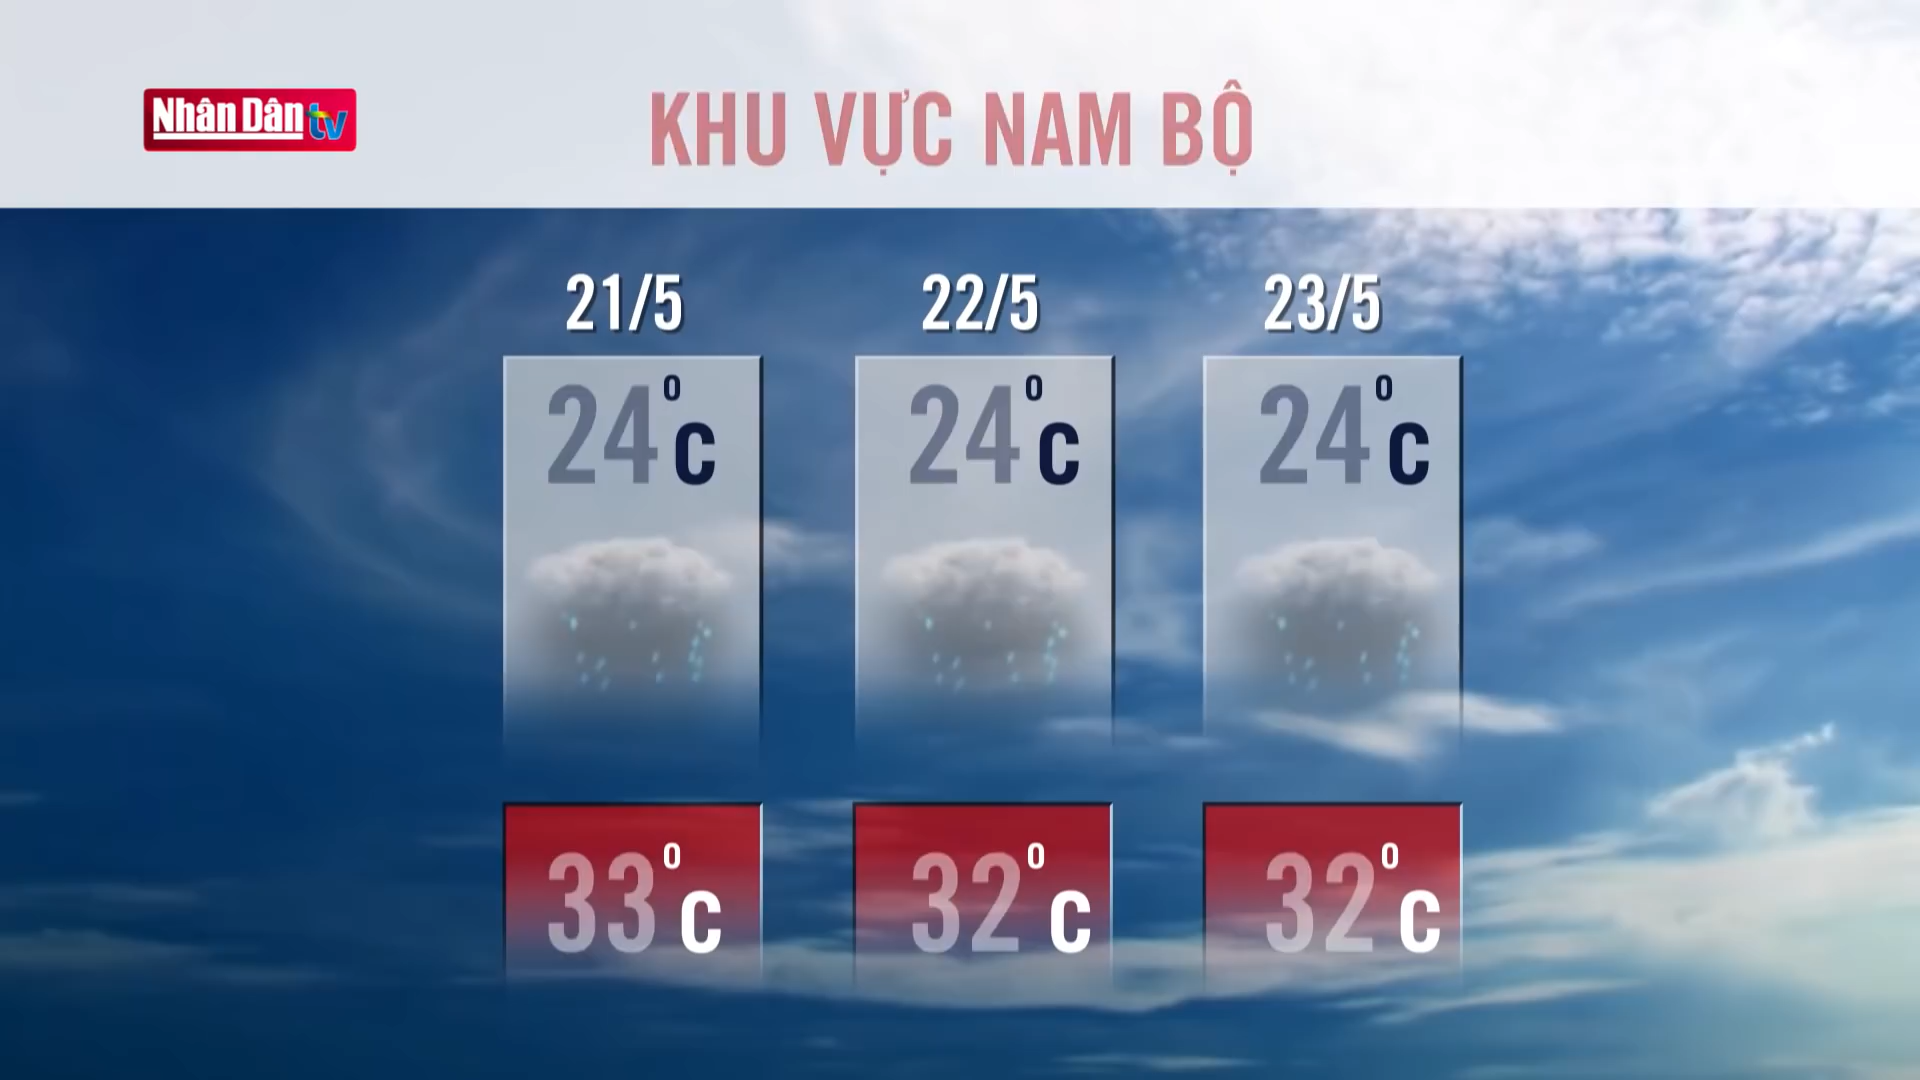 Nhân Dân tv
KHU VỰC NAM BỘ
21/5 22/5 23/5
24°C 24°C 24°C
33°C 32°C 32°C